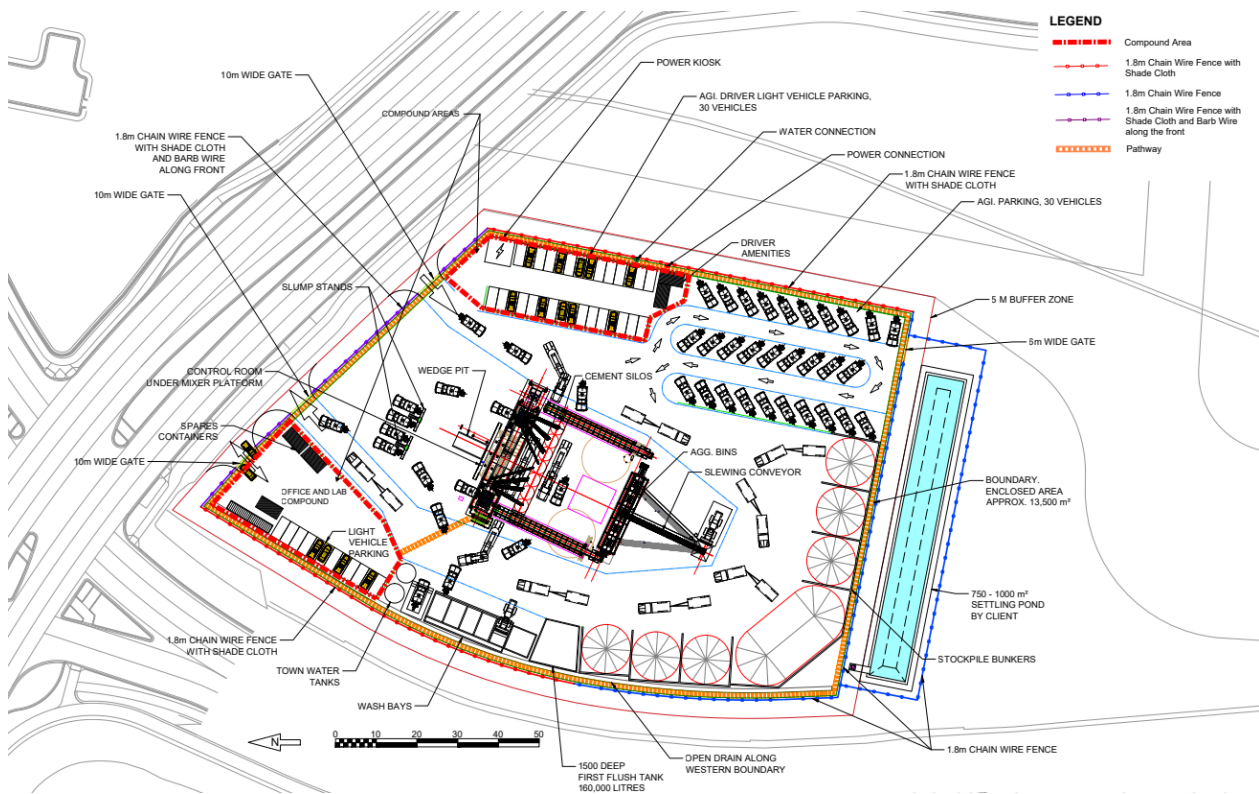 LEGEND
Compound Area
1.8m Chain Wire Fence with
Shade Cloth
1.8m Chain Wire Fence
1.8m Chain Wire Fence with
Shade Cloth and Barb Wire
along the front
Pathway
POWER KIOSK
10m WIDE GATE
AGI. DRIVER LIGHT VEHICLE PARKING,
30 VEHICLES
COMPOUND AREAS
1.8m CHAIN WIRE FENCE
WITH SHADE CLOTH
AND BARB WIRE
ALONG FRONT
WATER CONNECTION
POWER CONNECTION
1.8m CHAIN WIRE FENCE
WITH SHADE CLOTH
10m WIDE GATE
AGI. PARKING, 30 VEHICLES
DRIVER
AMENITIES
SLUMP STANDS
5 M BUFFER ZONE
6m WIDE GATE
CONTROL ROOM
UNDER MIXER PLATFORM
WEDGE PIT
CEMENT SILOS
SPARES
CONTAINERS
10m WIDE GATE
AGG. BINS
SLEWING CONVEYOR
OFFICE AND LAB
COMPOUND
BOUNDARY.
ENCLOSED AREA
APPROX. 13,500 m²
LIGHT
VEHICLE
PARKING
750 - 1000 m²
SETTLING POND
BY CLIENT
1.8m CHAIN WIRE FENCE
WITH SHADE CLOTH
STOCKPILE BUNKERS
TOWN WATER
TANKS
WASH BAYS
N
0 10 20 30 40 50
1.8m CHAIN WIRE FENCE
OPEN DRAIN ALONG
WESTERN BOUNDARY
1500 DEEP
FIRST FLUSH TANK
160,000 LITRES